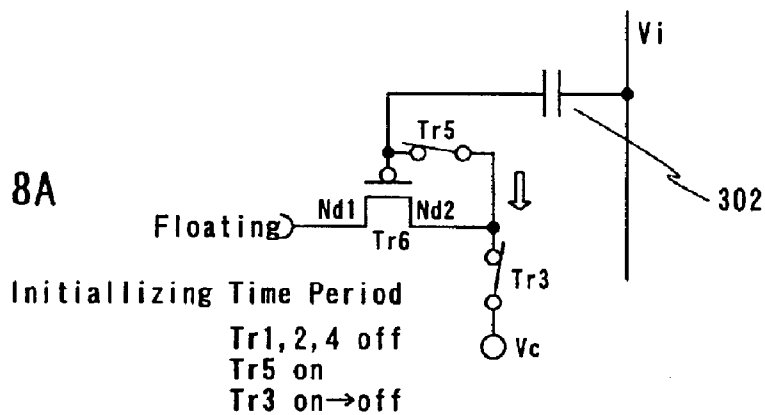 Vi
Tr5
8A
302
Nd1 Nd2
Floating
Tr6
Tr3
Initiallizing Time Period
Tr1,2,4 off
Vc
Tr5 on
Tr3 on→off